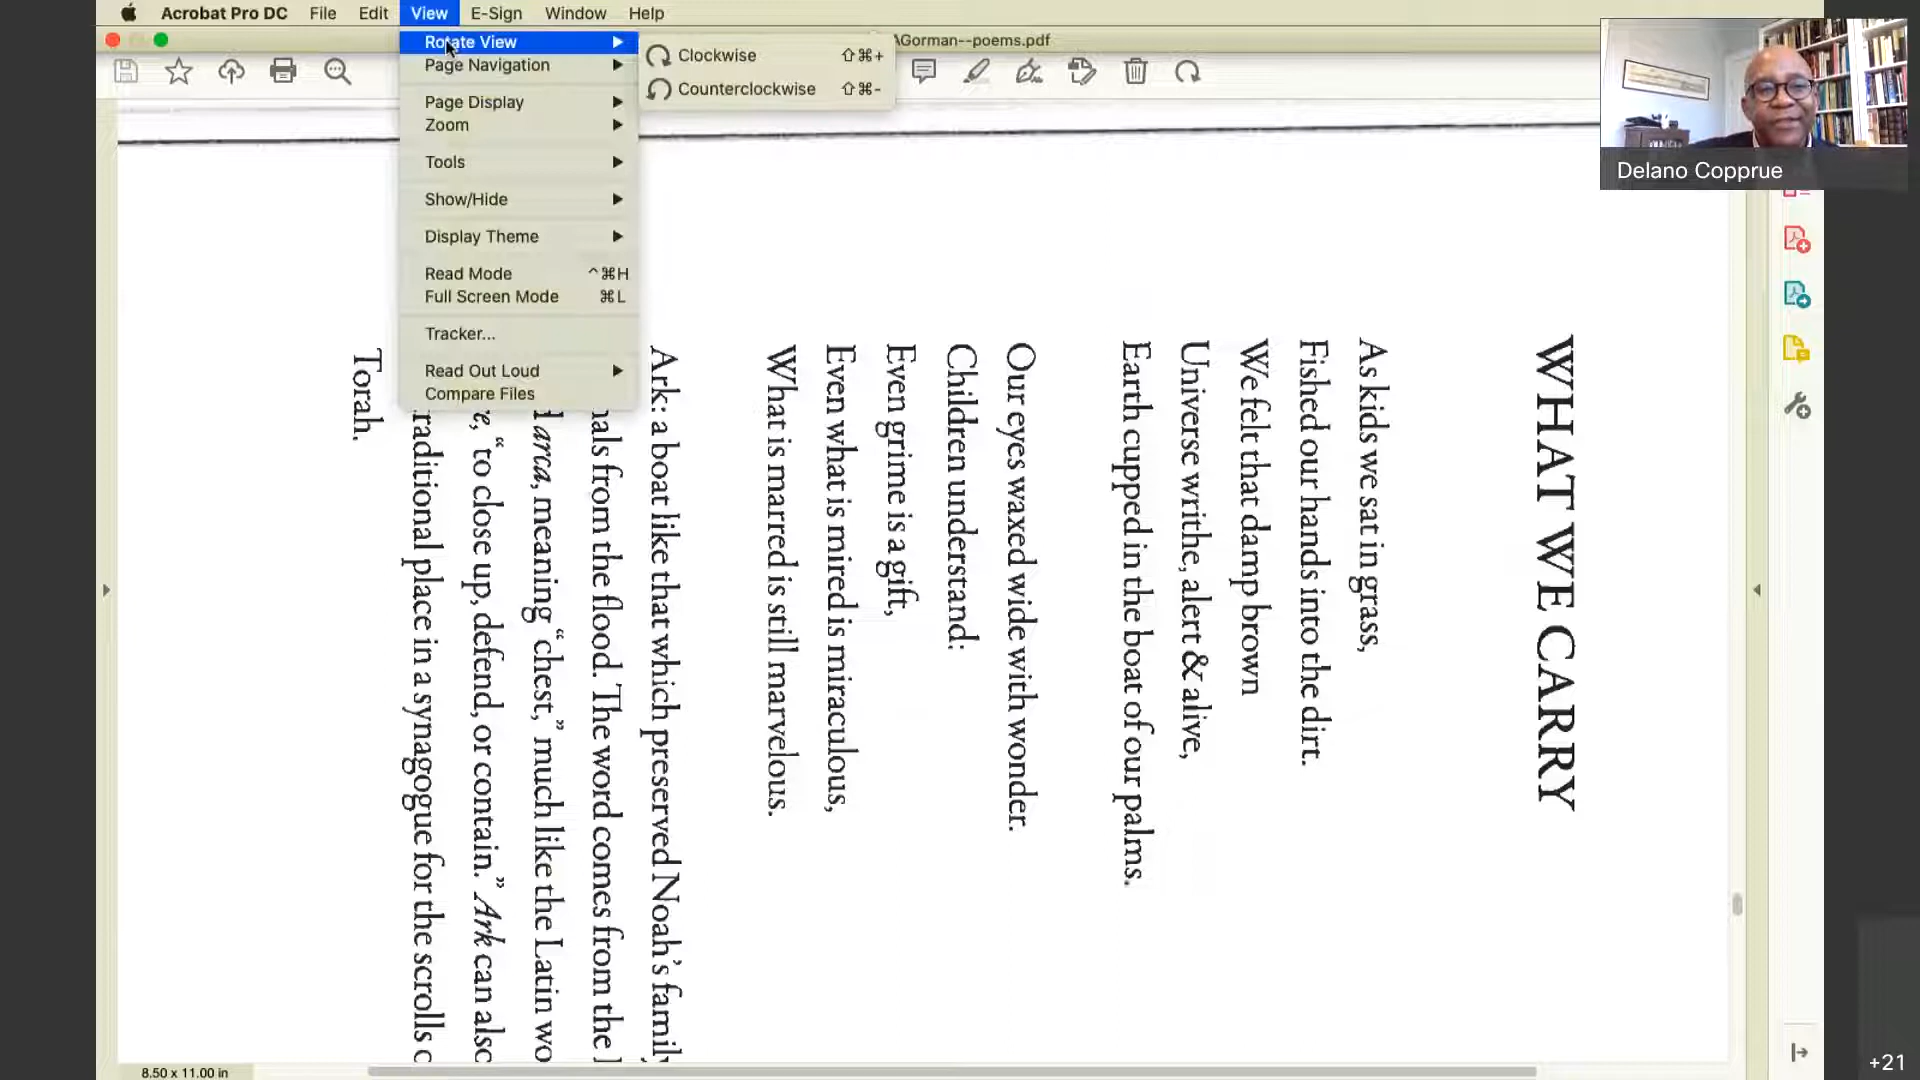 Acrobat Pro DC File Edit View E-Sign Window Help
AGorman--poems.pdf
Rotate View
Page Navigation
Page Display
Zoom
Tools
Show/Hide
Display Theme
Read Mode ^⌘H
Full Screen Mode ⌘L
Tracker...
Read Out Loud
Compare Files
Clockwise ⇧⌘+
Counterclockwise ⇧⌘-
Delano Copprue
WHAT WE CARRY
As kids we sat in grass,
Fished our hands into the dirt.
We felt that damp brown
Universe writhe, alert & alive,
Earth cupped in the boat of our palms.
Our eyes waxed wide with wonder.
Children understand:
Even grime is a gift,
Even what is mired is miraculous,
What is marred is still marvelous.
Ark: a boat like that which preserved Noah's family
from the flood. The word comes from the
arca, meaning “chest,” much like the Latin
“to close up, defend, or contain.” Ark can
place in a synagogue for the scrolls
Torah.
8.50 x 11.00 in
+21